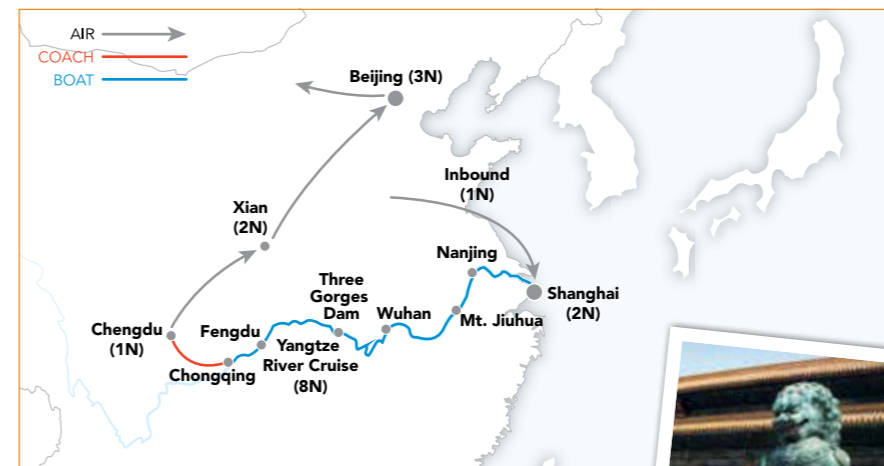 AIR
COACH
BOAT
Beijing (3N)
Inbound
(1N)
Xian
(2N)
Nanjing
Three
Gorges
Dam
Wuhan
Shanghai
(2N)
Mt. Jiuhua
Chengdu
(1N)
Fengdu
Yangtze
River Cruise
(8N)
Chongqing